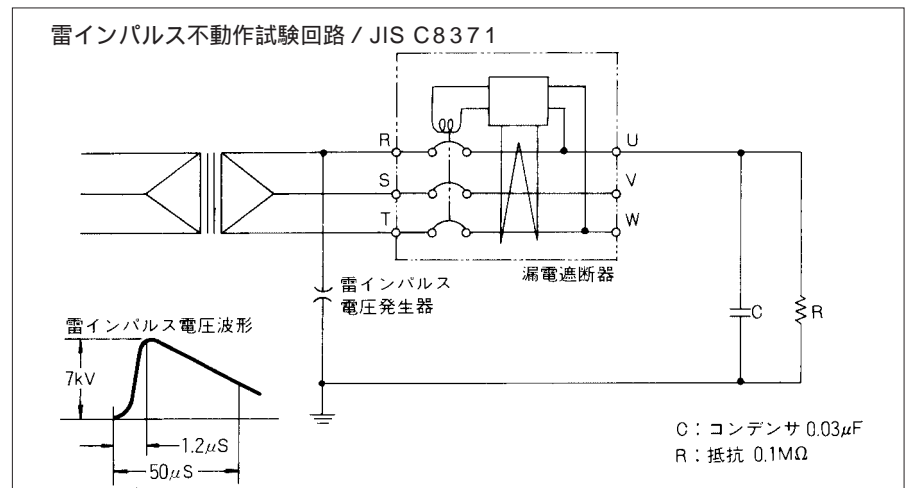 雷インパルス不動作試験回路 / JIS C8371
R
S
T
U
V
W
漏電遮断器
雷インパルス
電圧発生器
C
R
雷インパルス電圧波形
7kV
1.2μS
50μS
C：コンデンサ 0.03μF
R：抵抗 0.1MΩ